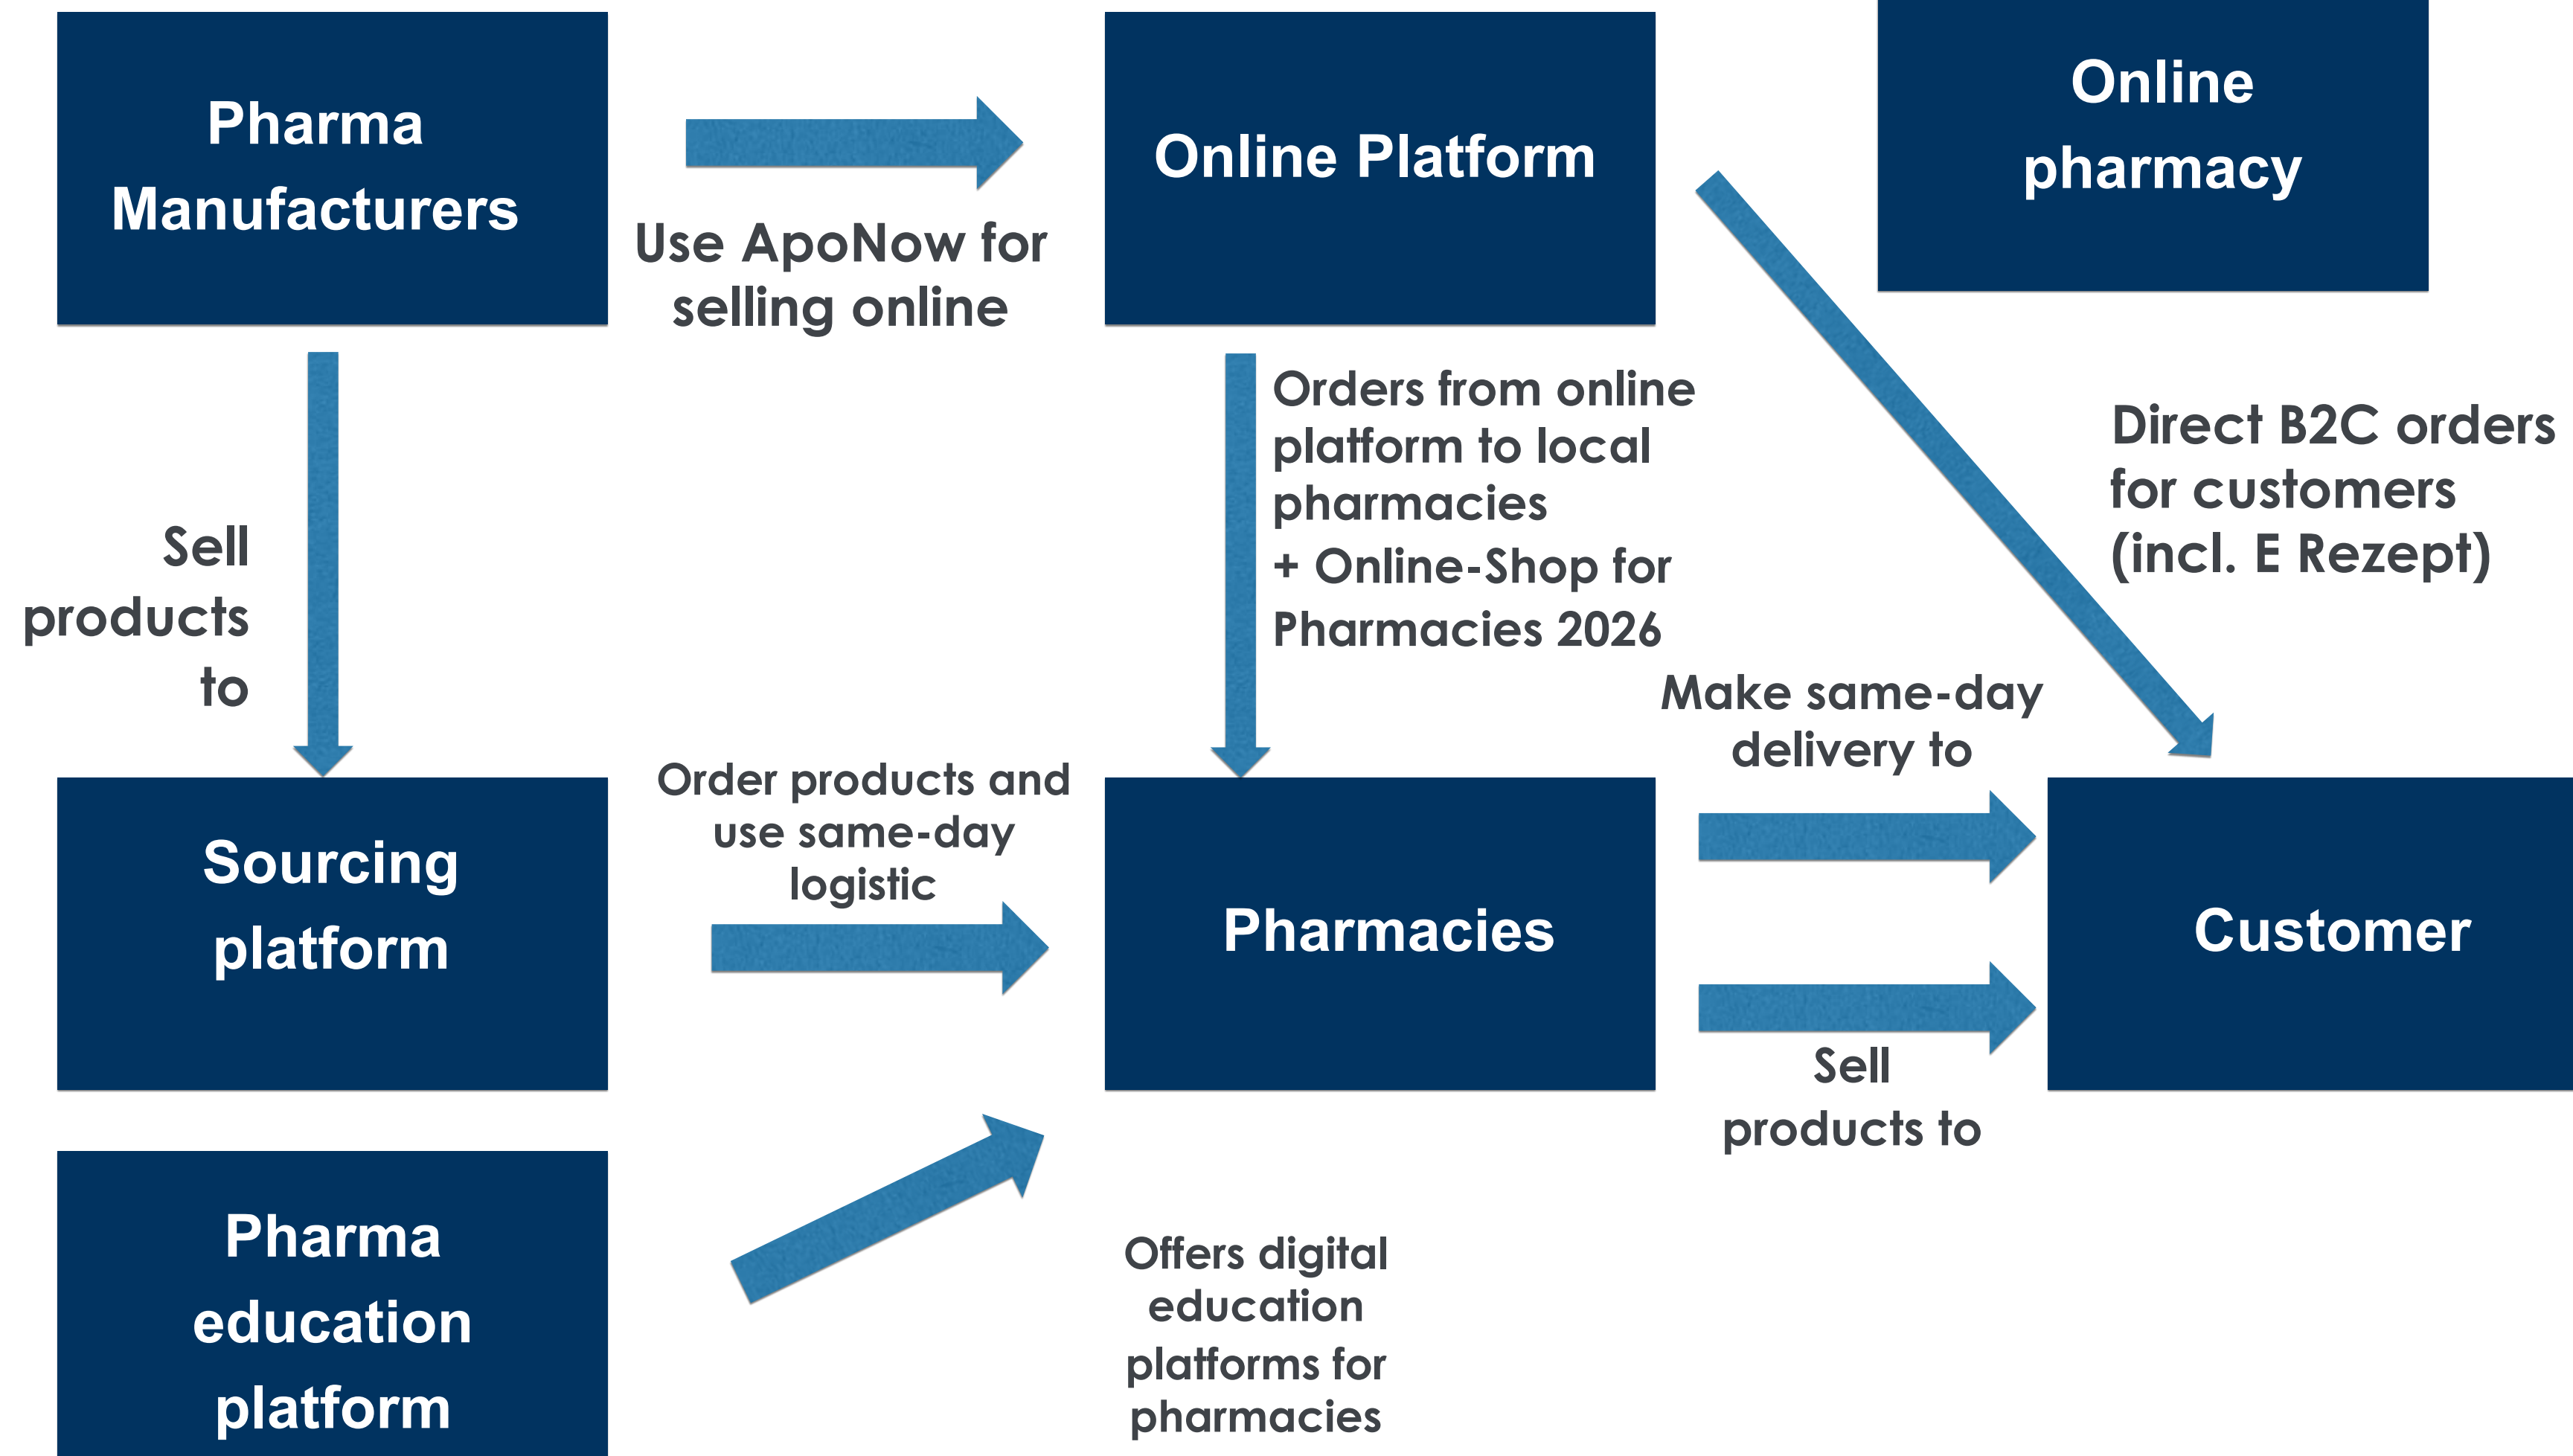 Pharma
Manufacturers
Use ApoNow for
selling online
Online Platform
Online
pharmacy
Sell
products
to
Orders from online
platform to local
pharmacies
+ Online-Shop for
Pharmacies 2026
Direct B2C orders
for customers
(incl. E Rezept)
Sourcing
platform
Order products and
use same-day
logistic
Pharmacies
Make same-day
delivery to
Sell
products to
Customer
Pharma
education
platform
Offers digital
education
platforms for
pharmacies